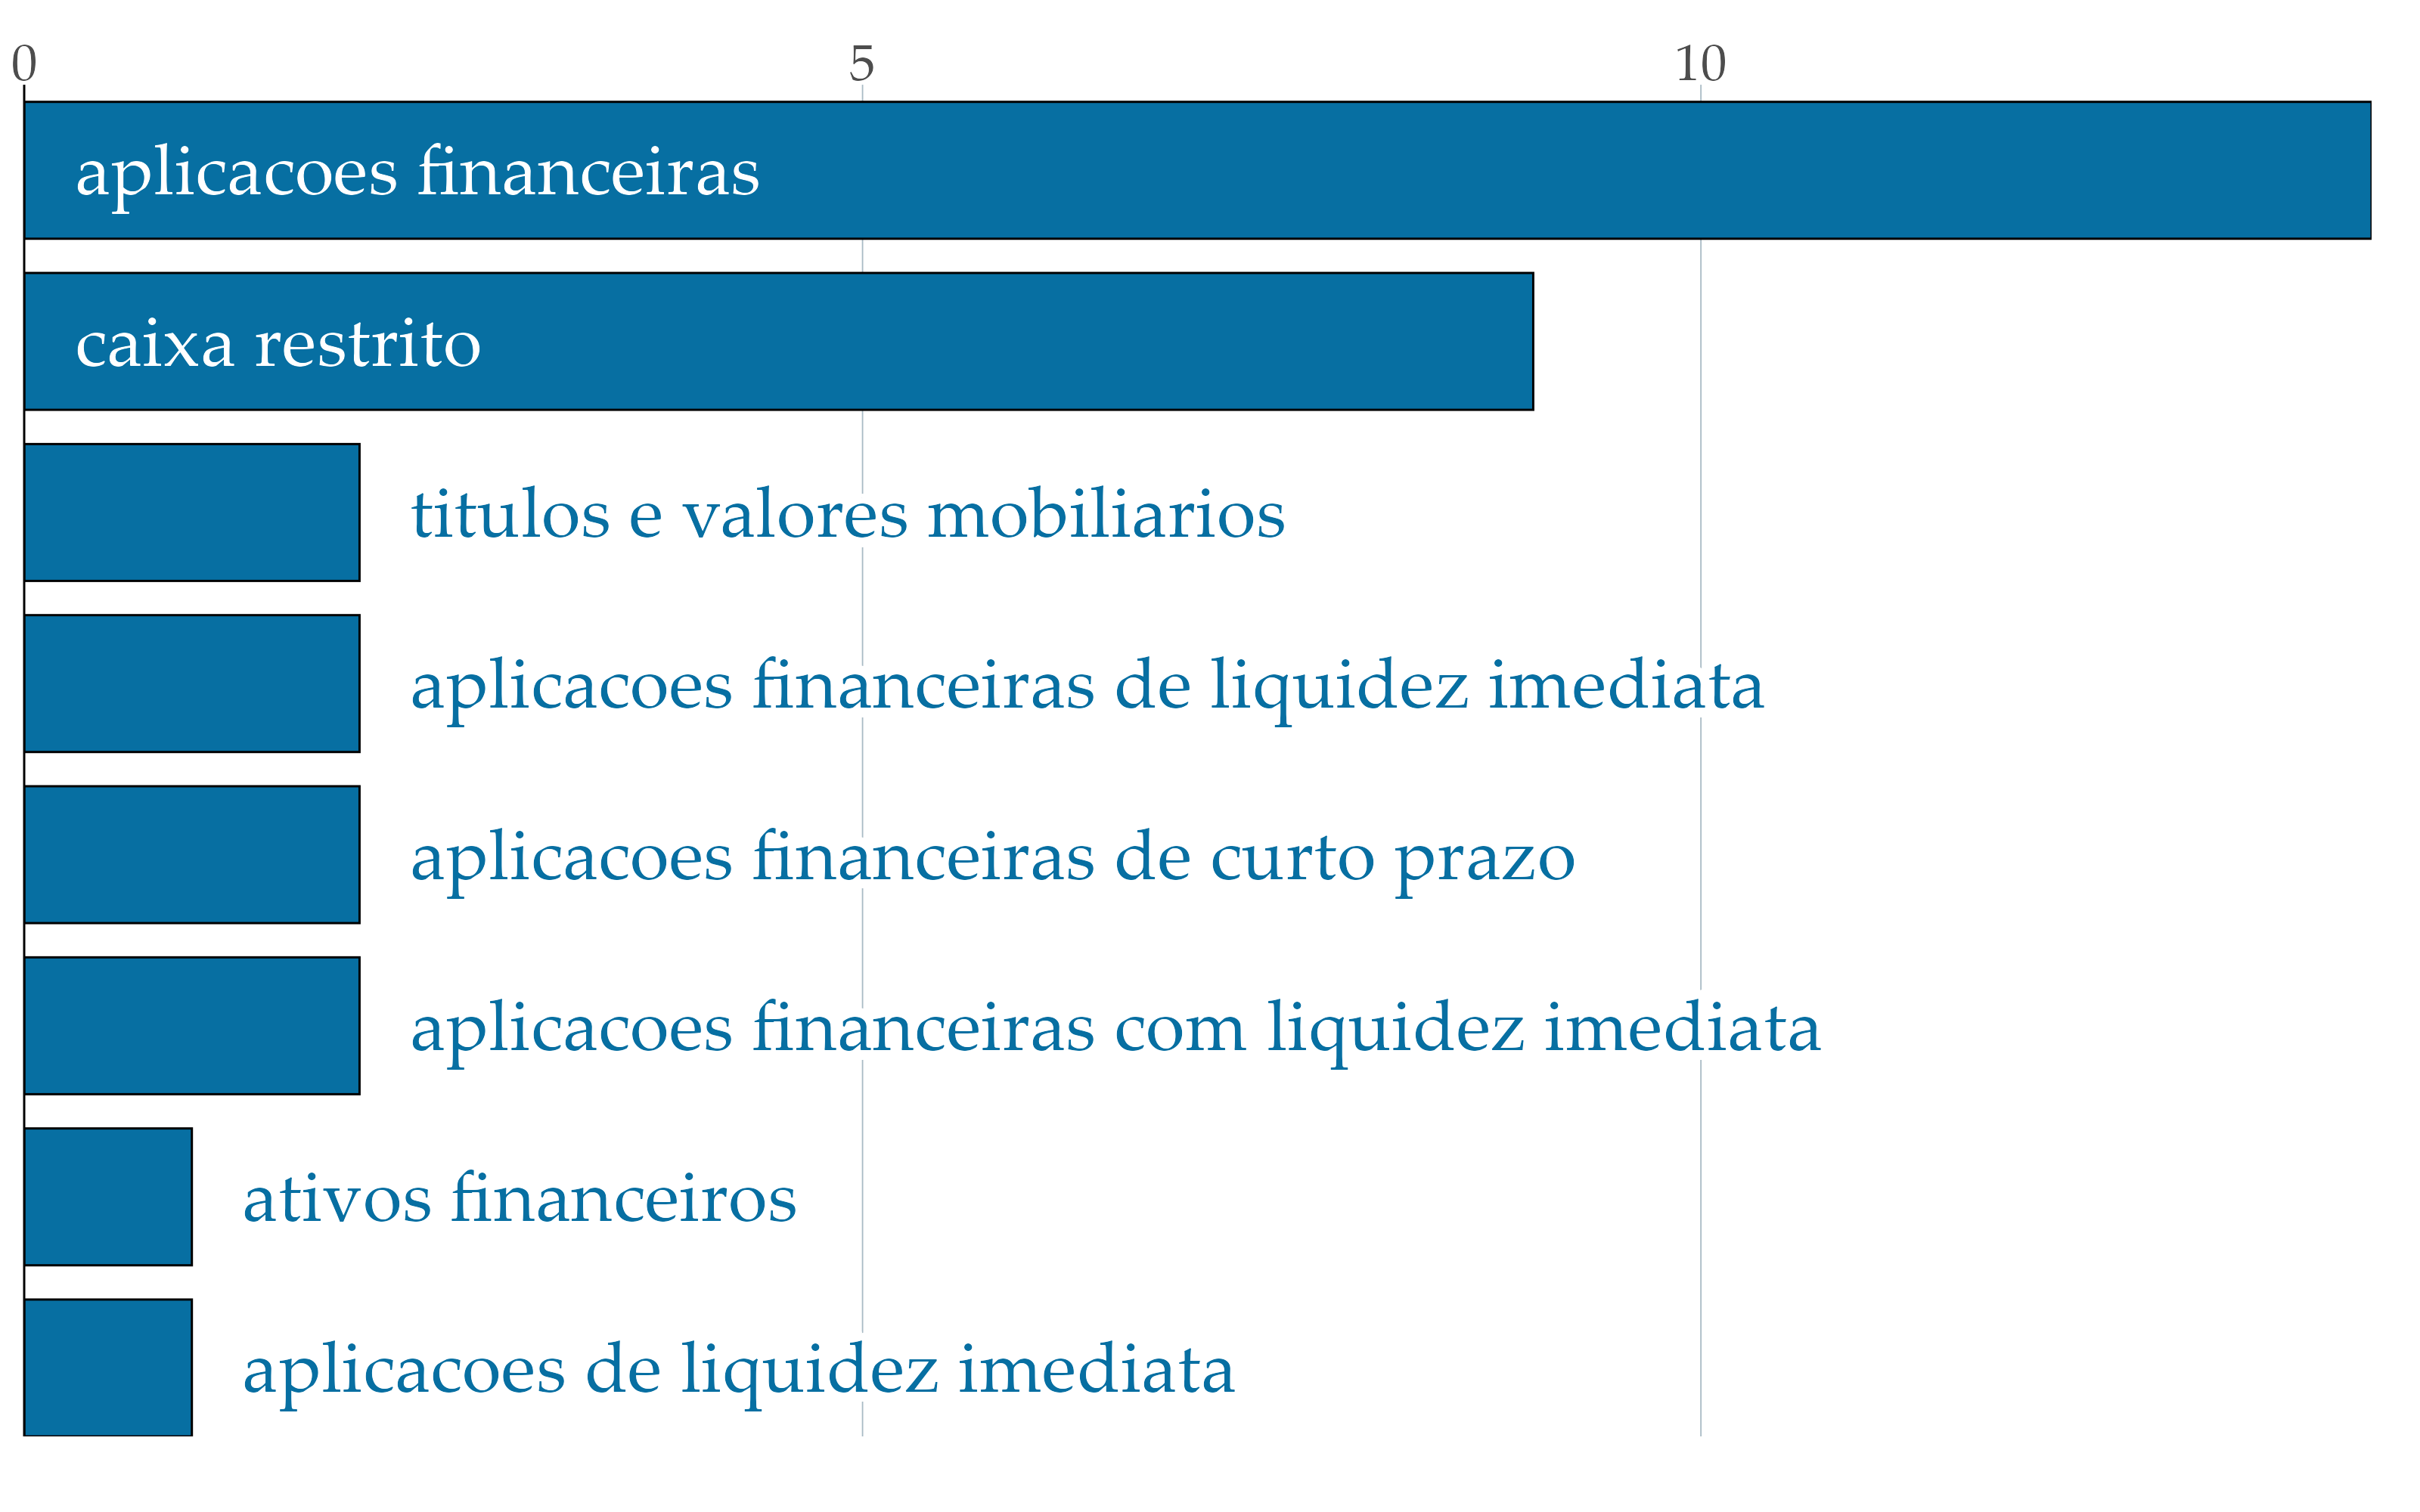 0 5 10
aplicacoes financeiras
caixa restrito
titulos e valores mobiliarios
aplicacoes financeiras de liquidez imediata
aplicacoes financeiras de curto prazo
aplicacoes financeiras com liquidez imediata
ativos financeiros
aplicacoes de liquidez imediata